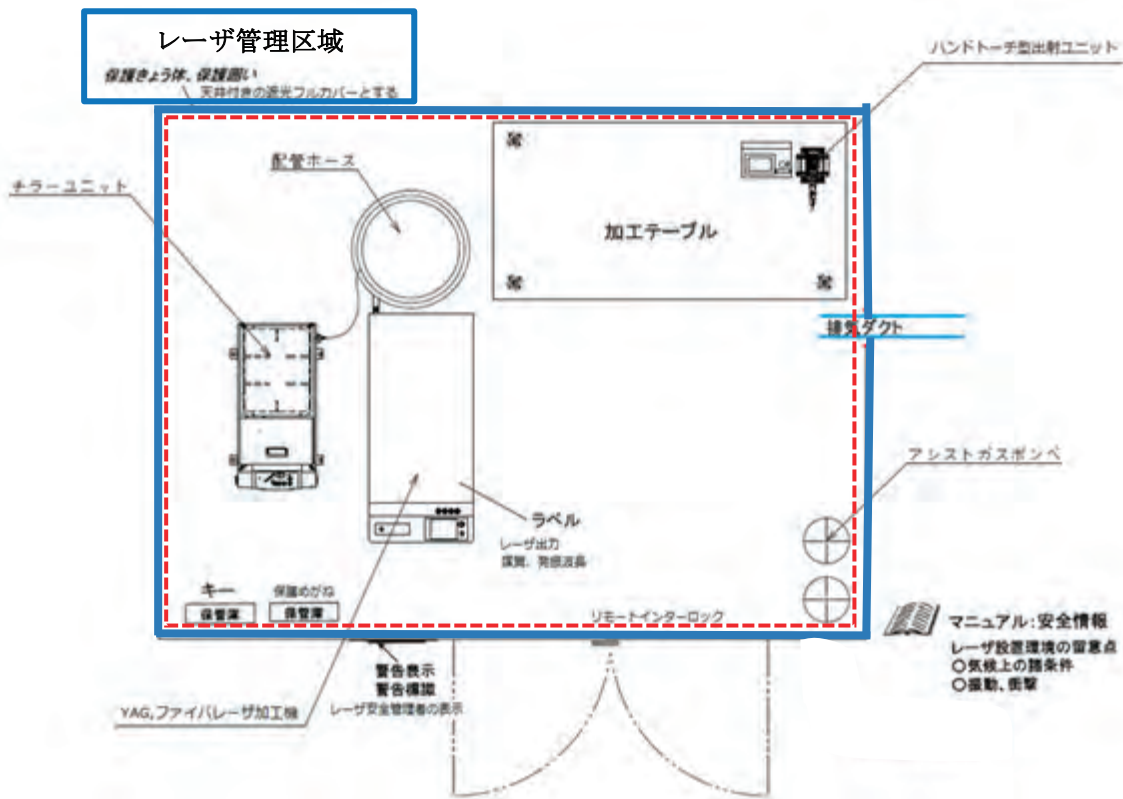 レーザ管理区域
保護きょう体、保護囲い
天井付きの遮光フルカバーとする
ハンドトーチ型出射ユニット
配管ホース
チラーユニット
加工テーブル
排気ダクト
アシストガスボンベ
ラベル
レーザ出力
媒質、発振波長
キー
保管庫
保護めがね
保管庫
リモートインターロック
マニュアル:安全情報
レーザ設置環境の留意点
○気候上の諸条件
○振動、衝撃
警告表示
警告標識
レーザ安全管理者の表示
YAG,ファイバレーザ加工機